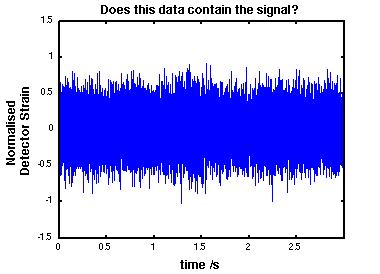 Does this data contain the signal?
1.5
1
0.5
0
-0.5
-1
-1.5
Normalised
Detector Strain
0 0.5 1 1.5 2 2.5
time /s